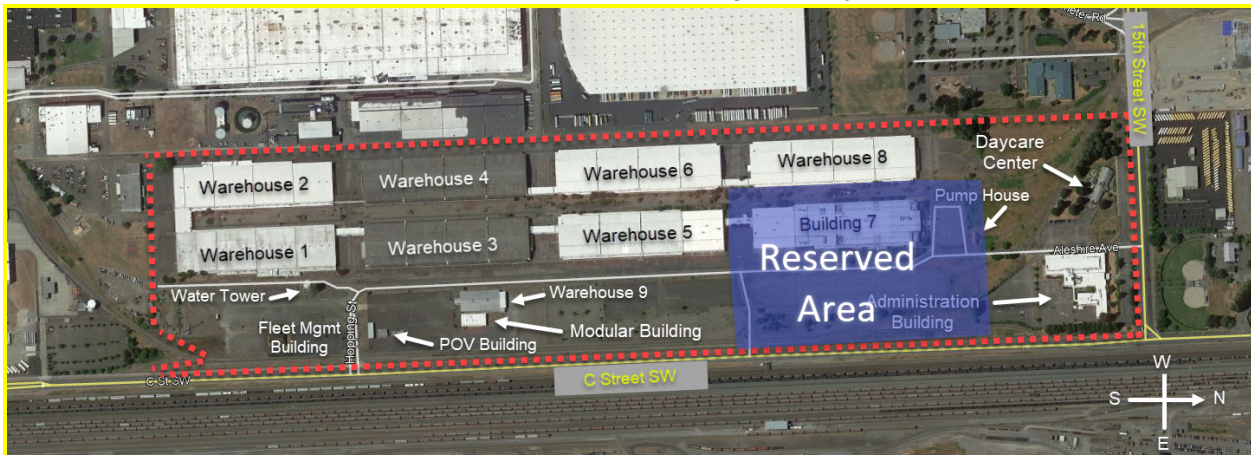 15th Street SW
Daycare
Center
Warehouse 2
Warehouse 4
Warehouse 6
Warehouse 8
Pump House
Warehouse 1
Warehouse 3
Warehouse 5
Building 7
Reserved
Area
Aleshire Ave
Water Tower
Warehouse 9
Administration
Building
Fleet Mgmt
Building
Hopping St
POV Building
Modular Building
C St SW
C Street SW
W
S
N
E